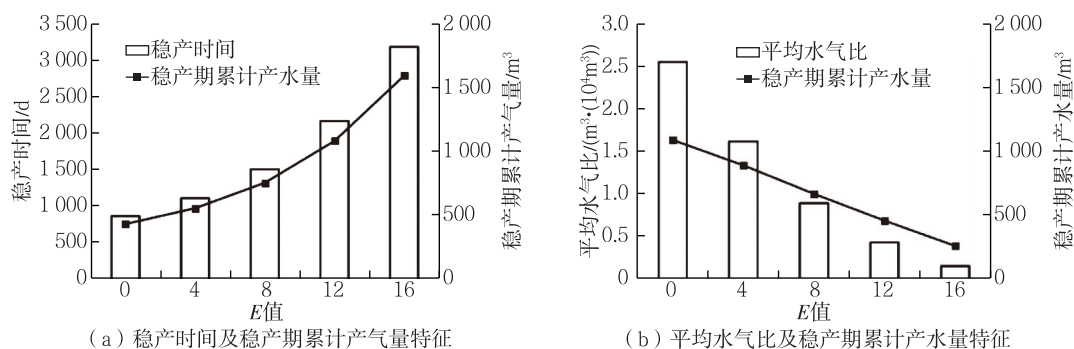 3 500
3 000
2 500
2 000
1 500
1 000
500
0
稳产时间/d
稳产时间
稳产期累计产水量
2 000
1 500
1 000
500
0
稳产期累计产气量/m³
0 4 8 12 16
E值
(a)稳产时间及稳产期累计产气量特征
3.0
2.5
2.0
1.5
1.0
0.5
0
平均水气比/(m³•(10⁴m³))
平均水气比
稳产期累计产水量
2 000
1 500
1 000
500
0
稳产期累计产水量/m³
0 4 8 12 16
E值
(b)平均水气比及稳产期累计产水量特征